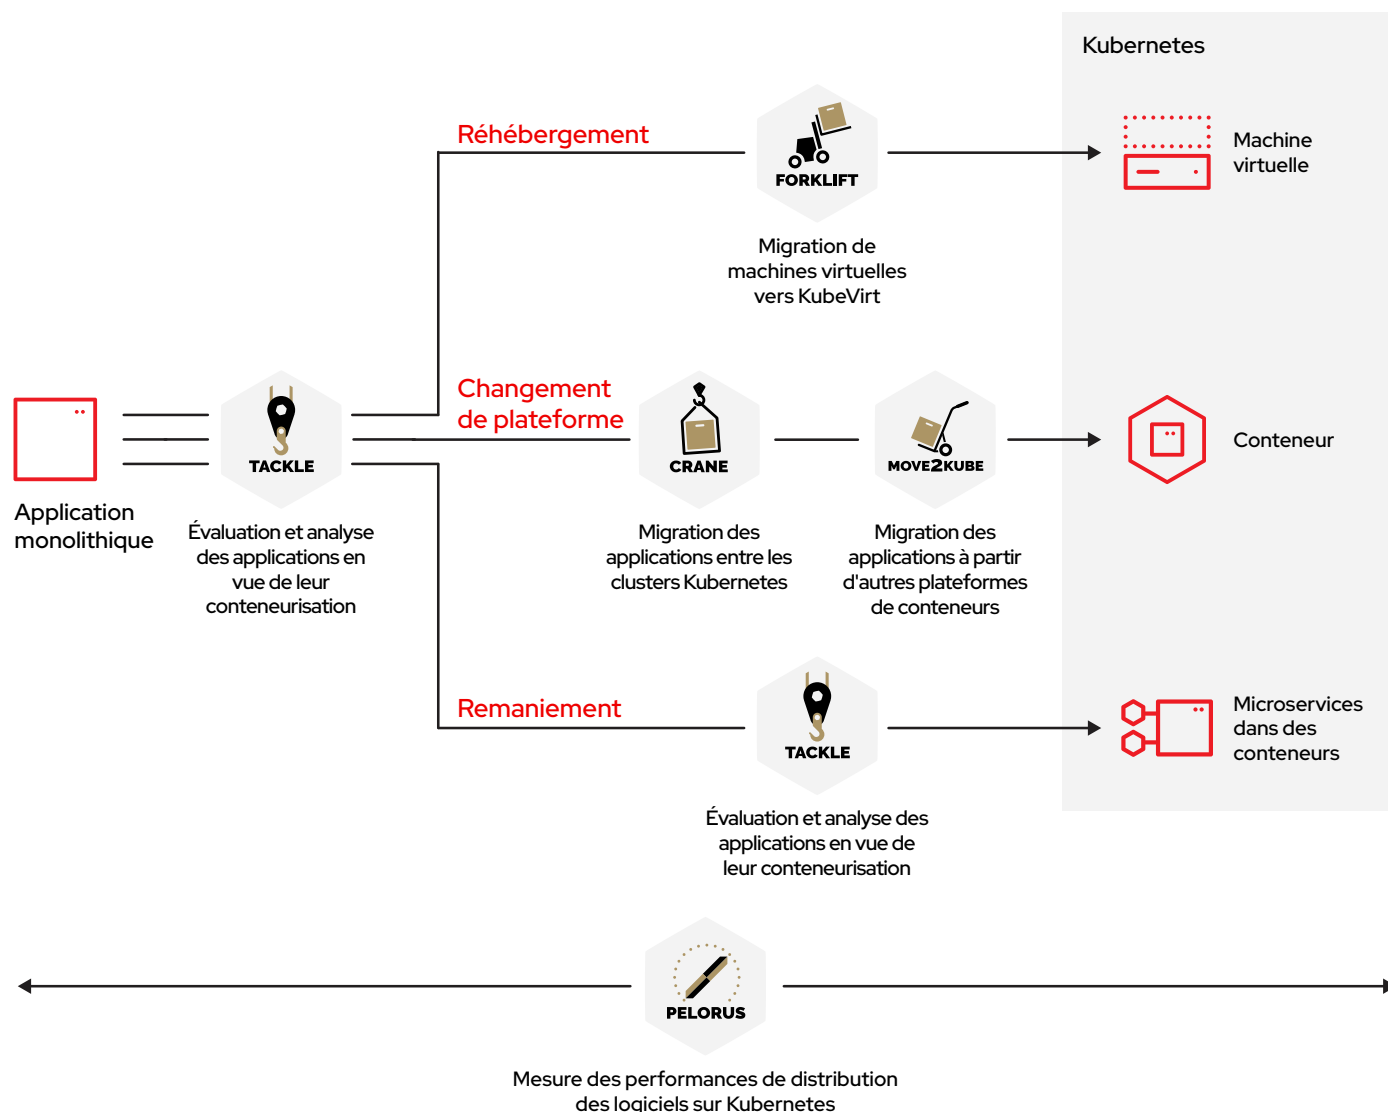 Kubernetes
Réhébergement
FORKLIFT
Migration de
machines virtuelles
vers KubeVirt
Machine
virtuelle
Application
monolithique
TACKLE
Évaluation et analyse
des applications en
vue de leur
conteneurisation
Changement
de plateforme
CRANE
Migration des
applications entre les
clusters Kubernetes
MOVE2KUBE
Migration des
applications à partir
d'autres plateformes
de conteneurs
Conteneur
Remaniement
TACKLE
Évaluation et analyse des
applications en vue de
leur conteneurisation
Microservices
dans des
conteneurs
PELORUS
Mesure des performances de distribution
des logiciels sur Kubernetes